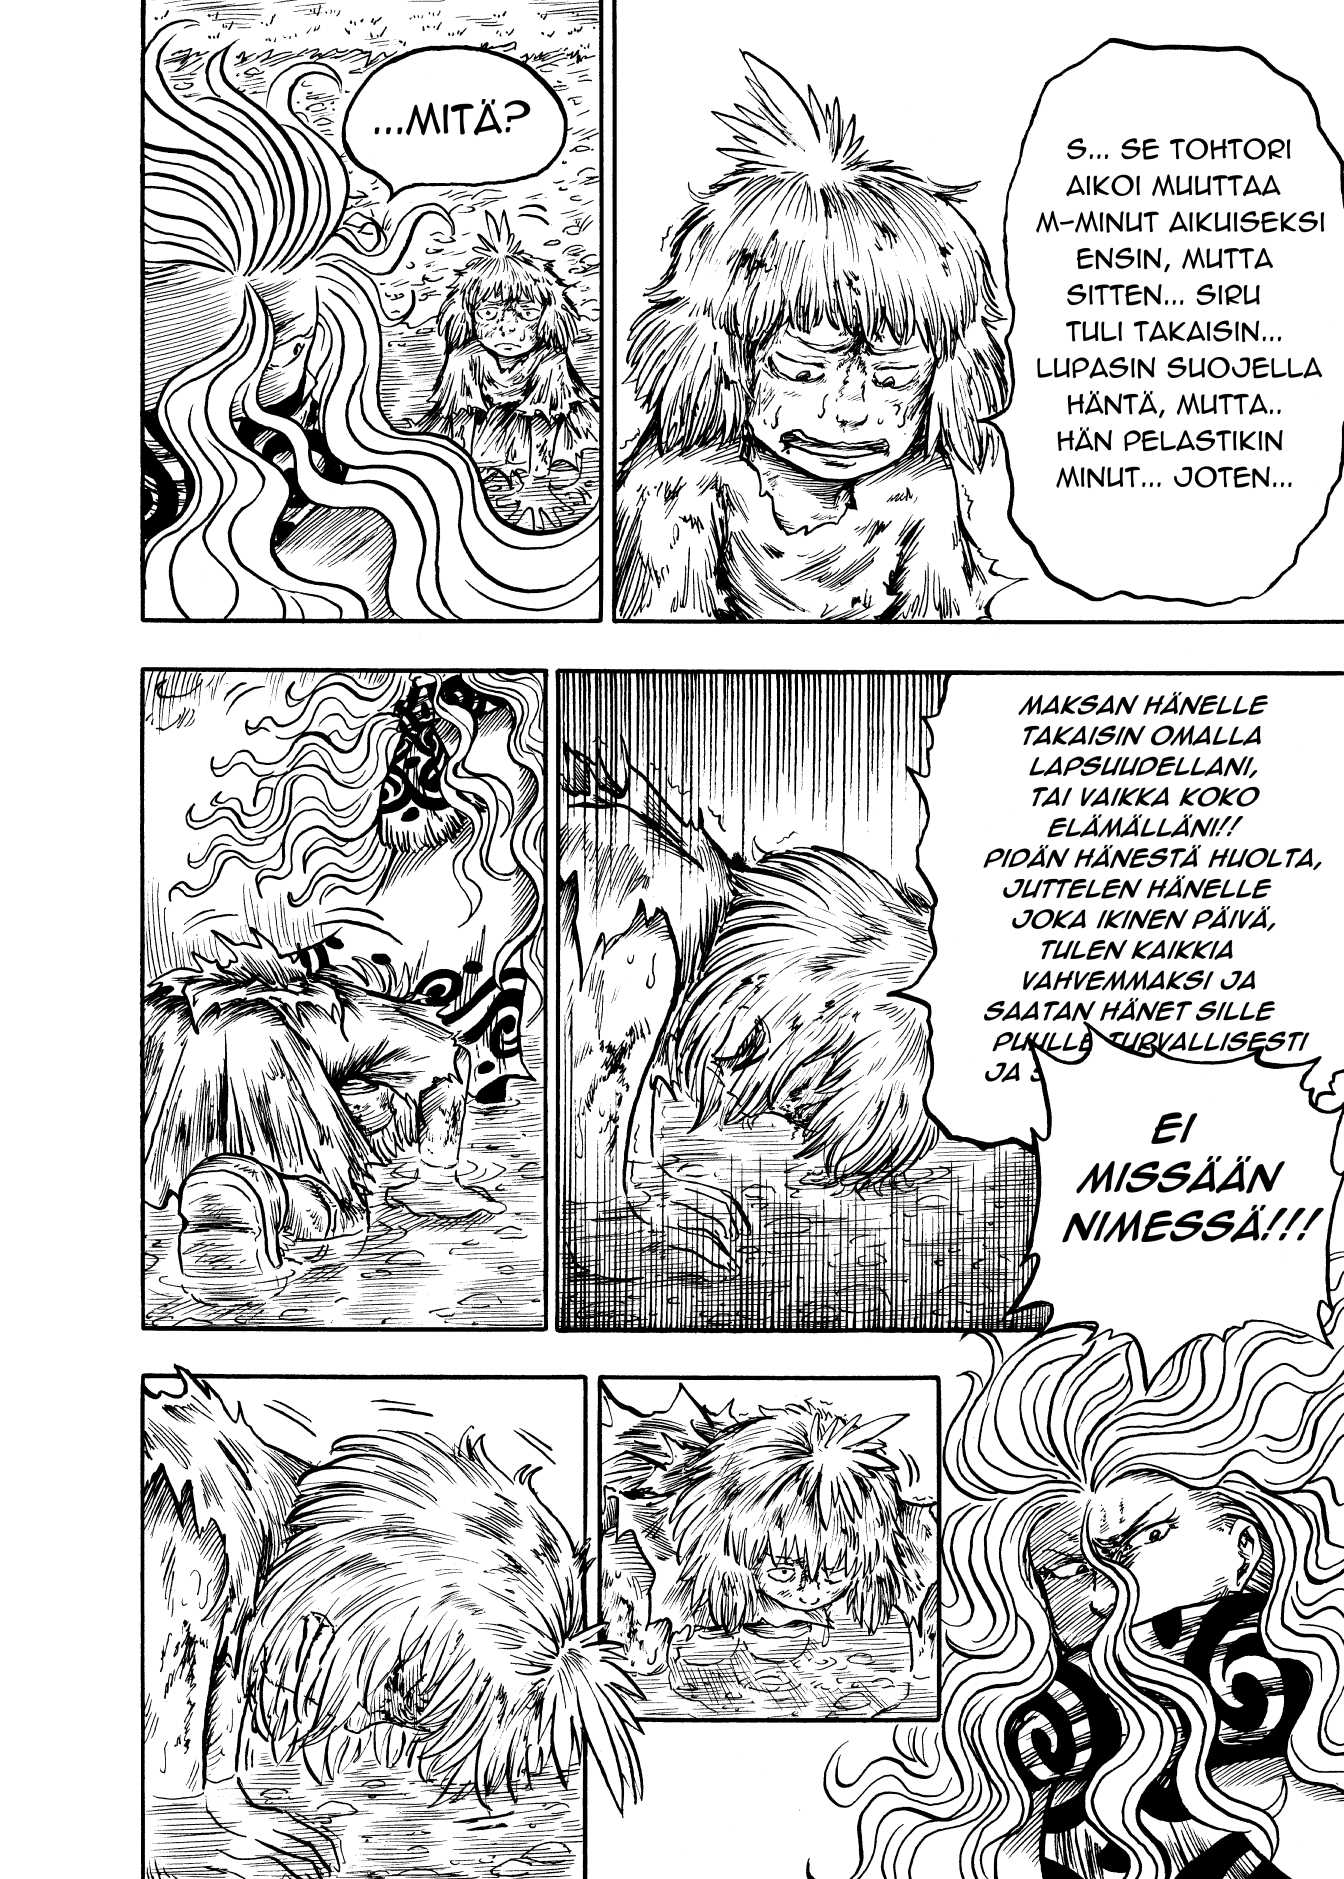 S... SE TOHTORI
AIKOI MUUTTAA
M-MINUT AIKUISEKSI
ENSIN, MUTTA
SITTEN... SIRU
TULI TAKAISIN...
LUPASIN SUOJELLA
HÄNTÄ, MUTTA..
HÄN PELASTIKIN
MINUT... JOTEN...
...MITÄ?
MAKSAN HÄNELLE
TAKAISIN OMALLA
LAPSUUDELLANI,
TAI VAIKKA KOKO
ELÄMÄLLÄNI!!
PIDÄN HÄNESTÄ HUOLTA,
JUTTELEN HÄNELLE
JOKA IKINEN PÄIVÄ,
TULEN KAIKKIA
VAHVEMMAKSI JA
SAATAN HÄNET SILLE
PUULLE TURVALLISESTI
JA
EI
MISSÄÄN
NIMESSÄ!!!